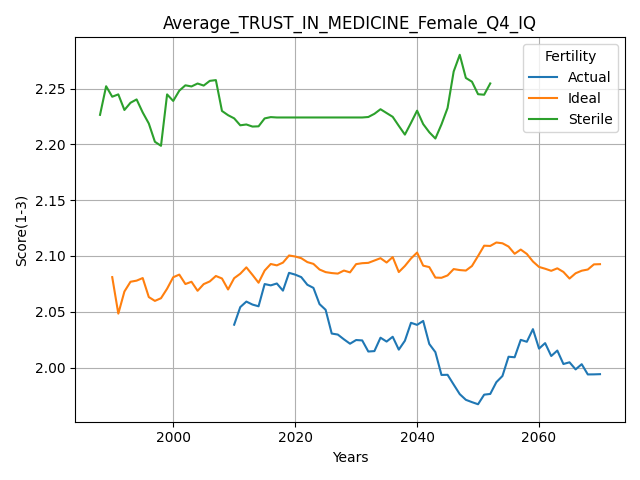 Average_TRUST_IN_MEDICINE_Female_Q4_IQ
Fertility
Actual
Ideal
Sterile
Score(1-3)
2.25
2.20
2.15
2.10
2.05
2.00
2000
2020
2040
2060
Years